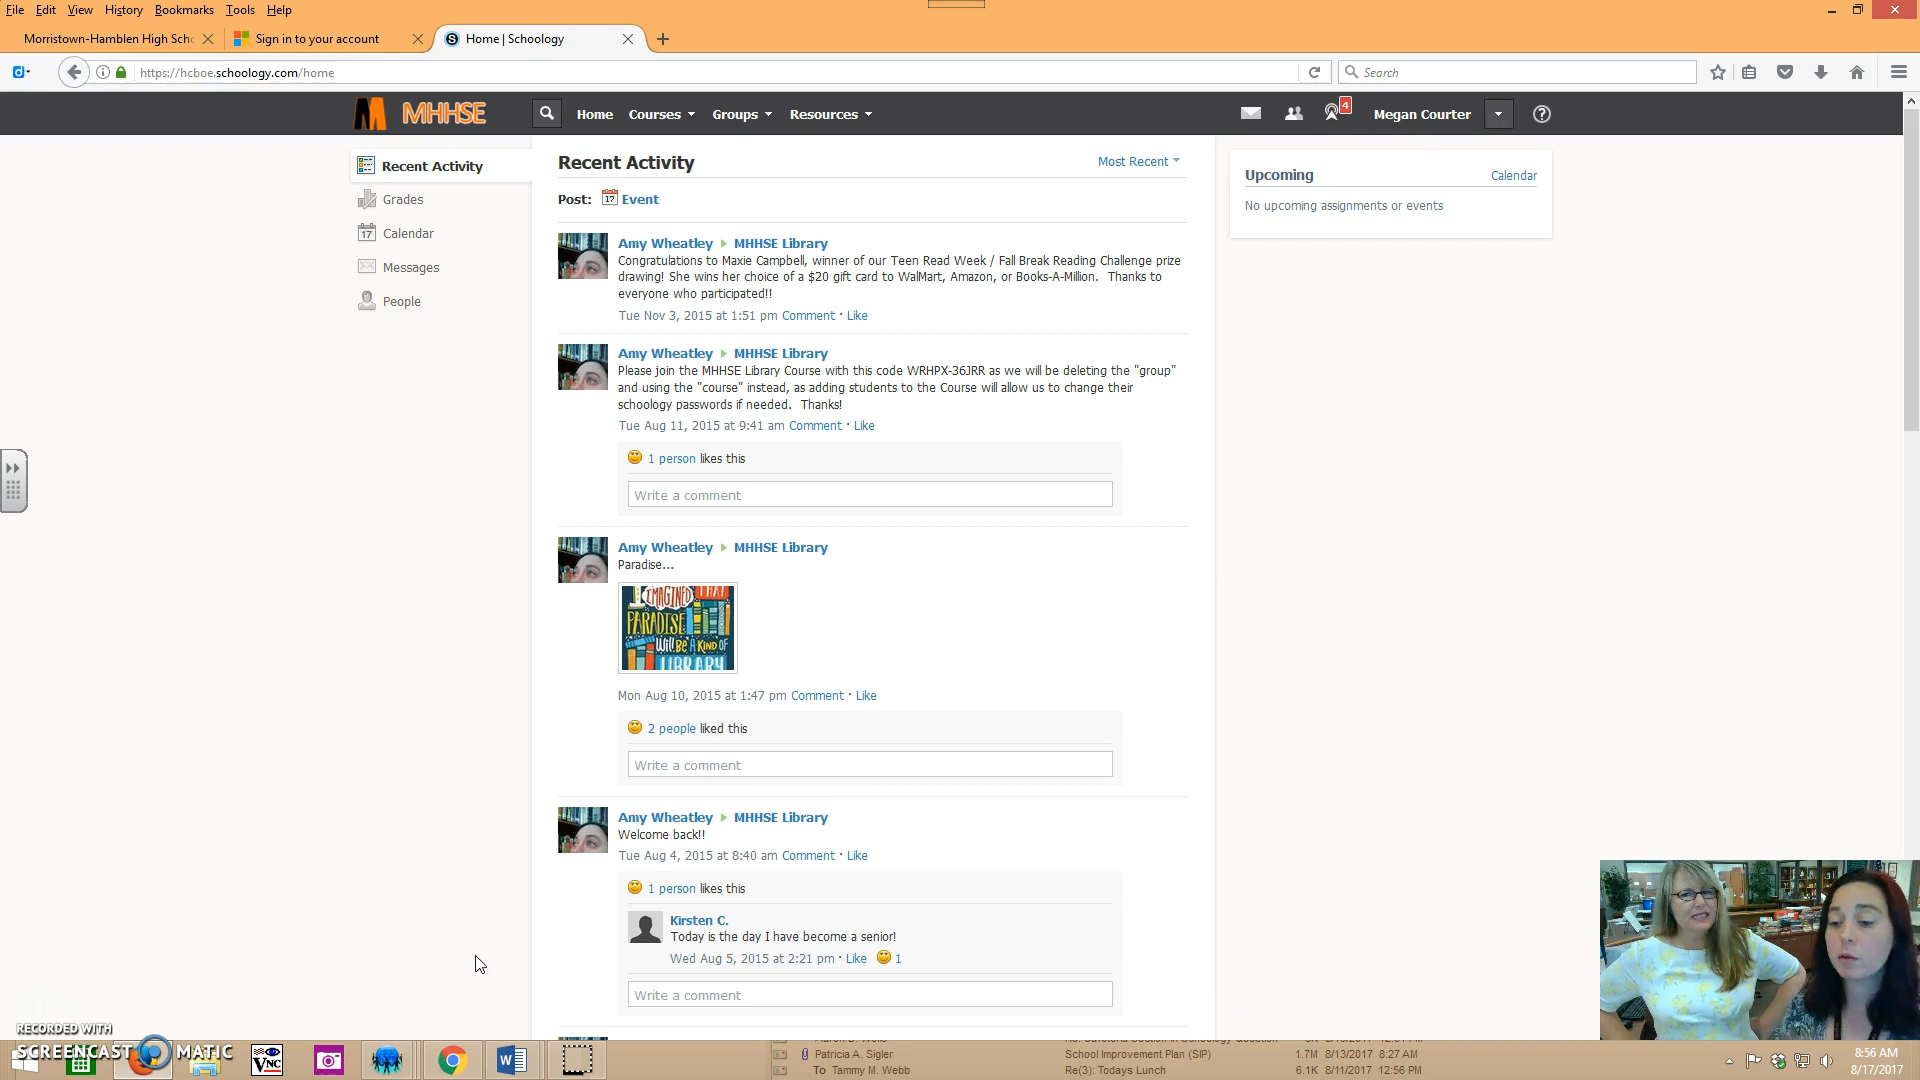 File Edit View History Bookmarks Tools Help
Morristown-Hamblen High Scho
Sign in to your account
Home | Schoology
https://hcboe.schoology.com/home
Search
MHHSE
Home Courses Groups Resources
4
Megan Courter
Recent Activity
Grades
Calendar
Messages
People
Recent Activity
Most Recent
Post: 17 Event
Amy Wheatley MHHSE Library
Congratulations to Maxie Campbell, winner of our Teen Read Week / Fall Break Reading Challenge prize
drawing! She wins her choice of a $20 gift card to WalMart, Amazon, or Books-A-Million. Thanks to
everyone who participated!!
Tue Nov 3, 2015 at 1:51 pm Comment · Like
Amy Wheatley MHHSE Library
Please join the MHHSE Library Course with this code WRHPX-36JRR as we will be deleting the "group"
and using the "course" instead, as adding students to the Course will allow us to change their
schoology passwords if needed. Thanks!
Tue Aug 11, 2015 at 9:41 am Comment · Like
1 person likes this
Write a comment
Amy Wheatley MHHSE Library
Paradise...
I IMAGINED THAT
PARADISE
Will BE A KIND OF
LIBRARY
Mon Aug 10, 2015 at 1:47 pm Comment · Like
2 people liked this
Write a comment
Amy Wheatley MHHSE Library
Welcome back!!
Tue Aug 4, 2015 at 8:40 am Comment · Like
1 person likes this
Kirsten C.
Today is the day I have become a senior!
Wed Aug 5, 2015 at 2:21 pm · Like 1
Write a comment
Upcoming
Calendar
No upcoming assignments or events
RECORDED WITH
SCREENCAST MATIC
Patricia A. Sigler School Improvement Plan (SIP) 1.7M 8/13/2017 8:27 AM
To Tammy M. Webb Re(3): Todays Lunch 6.1K 8/11/2017 12:56 PM
8:56 AM
8/17/2017